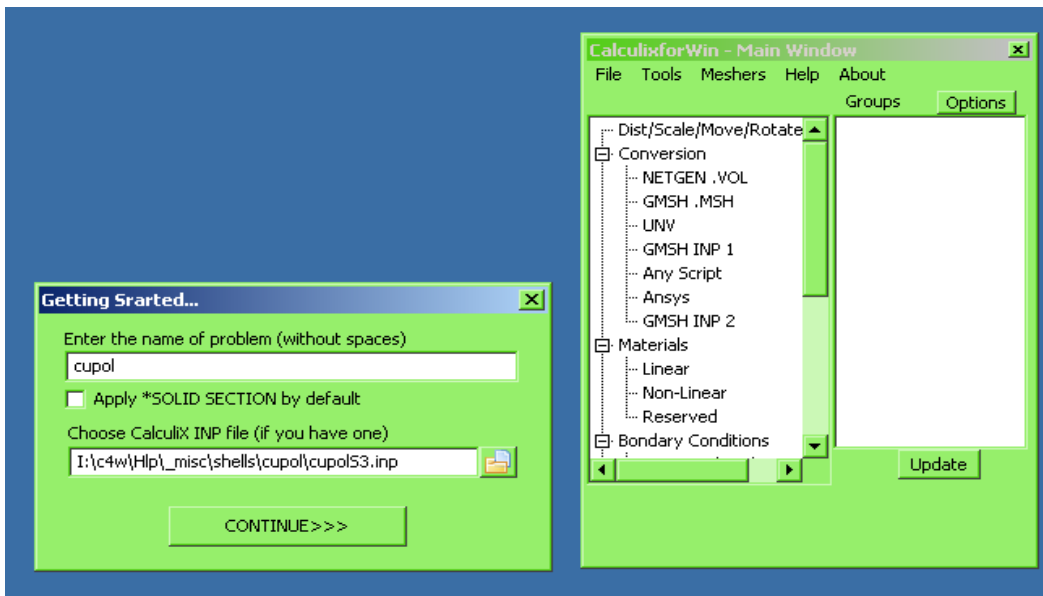 Getting Srarted...
Enter the name of problem (without spaces)
cupol
Apply *SOLID SECTION by default
Choose CalculiX INP file (if you have one)
I:\c4w\Hlp\_misc\shells\cupol\cupolS3.inp
CONTINUE>>>
CalculixforWin - Main Window
File Tools Meshers Help About
Groups Options
Dist/Scale/Move/Rotate
Conversion
NETGEN .VOL
GMSH .MSH
UNV
GMSH INP 1
Any Script
Ansys
GMSH INP 2
Materials
Linear
Non-Linear
Reserved
Bondary Conditions
Update